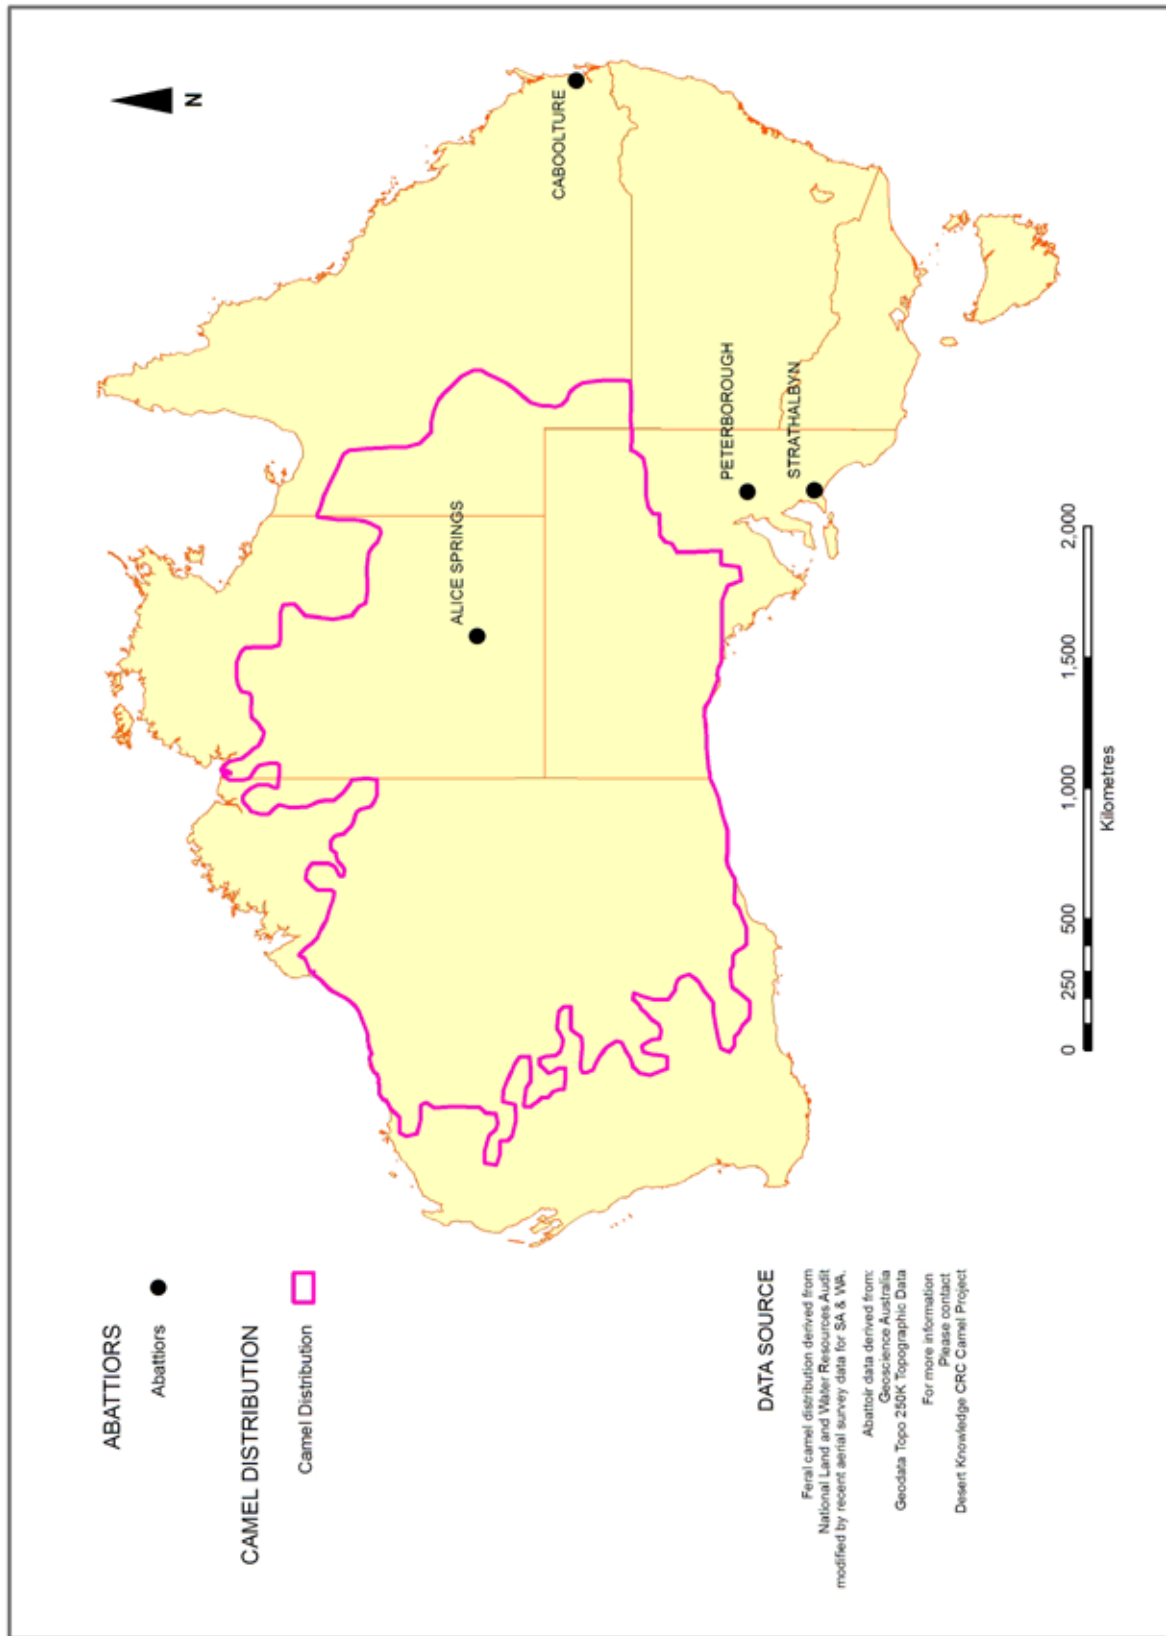 ABATTIORS
Abattiors
CAMEL DISTRIBUTION
Camel Distribution
DATA SOURCE
Feral camel distribution derived from
National Land and Water Resources Audit
modified by recent aerial survey data for SA & WA.
Abattoir data derived from:
Geoscience Australia
Geodata Topo 250K Topographic Data
For more information
Please contact
Desert Knowledge CRC Camel Project
N
CABOOLTURE
ALICE SPRINGS
PETERBOROUGH
STRATHALBYN
0 250 500 1,000 1,500 2,000
Kilometres